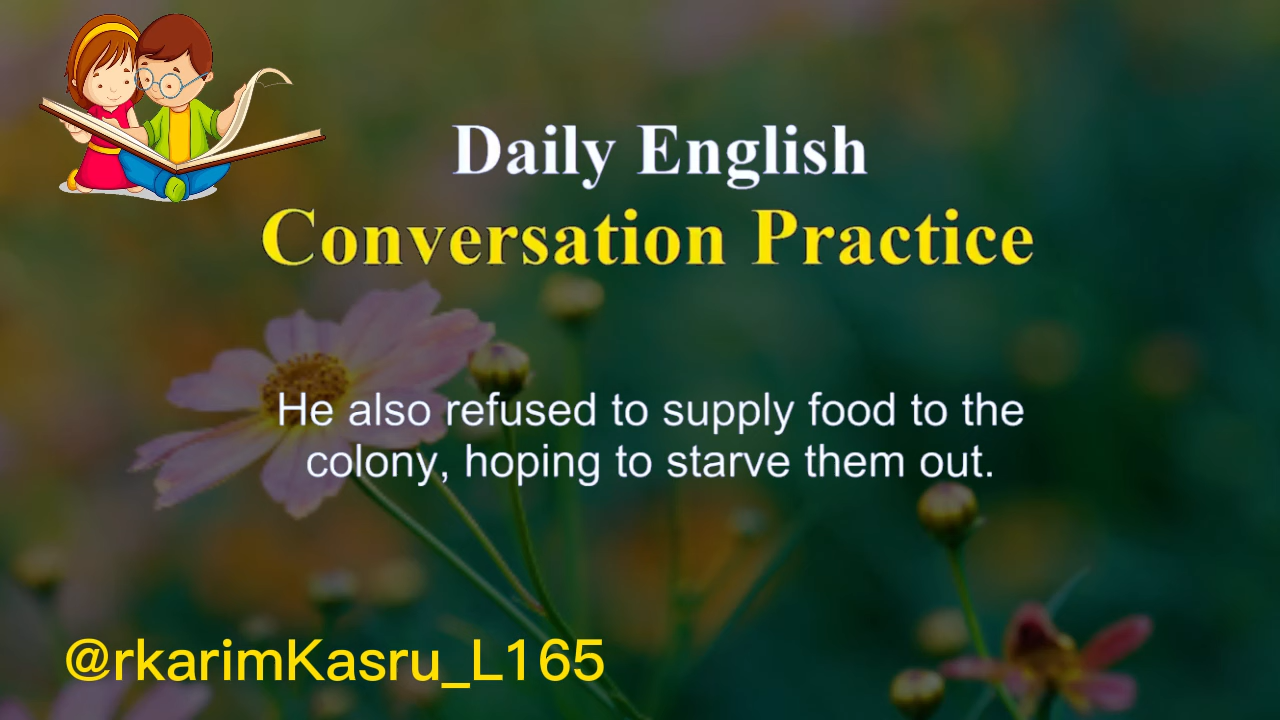 Daily English
Conversation Practice
He also refused to supply food to the
colony, hoping to starve them out.
@rkarimKasru_L165